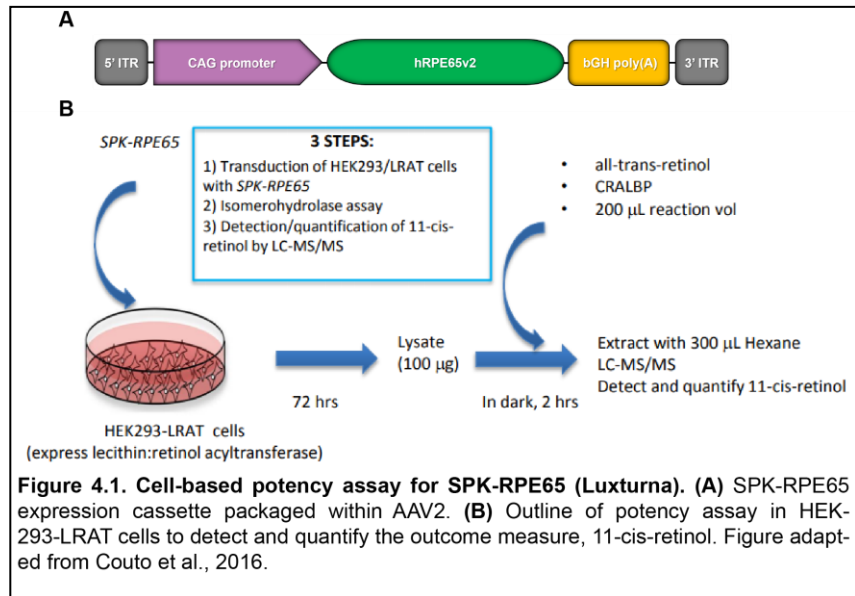 A
5' ITR
CAG promoter
hRPE65v2
bGH poly(A)
3' ITR
B
SPK-RPE65
3 STEPS:
1) Transduction of HEK293/LRAT cells
with SPK-RPE65
2) Isomerohydrolase assay
3) Detection/quantification of 11-cis-
retinol by LC-MS/MS
• all-trans-retinol
• CRALBP
• 200 µL reaction vol
HEK293-LRAT cells
(express lecithin:retinol acyltransferase)
72 hrs
Lysate
(100 µg)
In dark, 2 hrs
Extract with 300 µL Hexane
LC-MS/MS
Detect and quantify 11-cis-retinol
Figure 4.1. Cell-based potency assay for SPK-RPE65 (Luxturna). (A) SPK-RPE65
expression cassette packaged within AAV2. (B) Outline of potency assay in HEK-
293-LRAT cells to detect and quantify the outcome measure, 11-cis-retinol. Figure adapt-
ed from Couto et al., 2016.